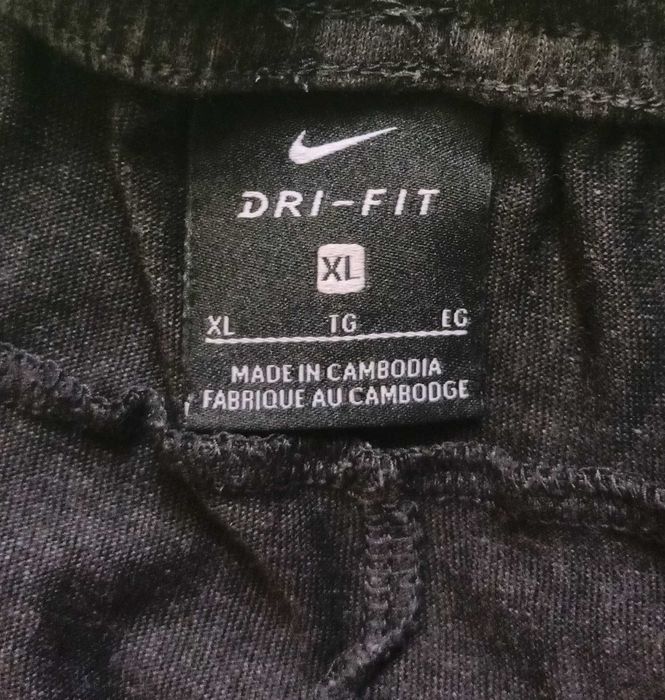 DRI-FIT
XL
XL TG EG
MADE IN CAMBODIA
FABRIQUE AU CAMBODGE